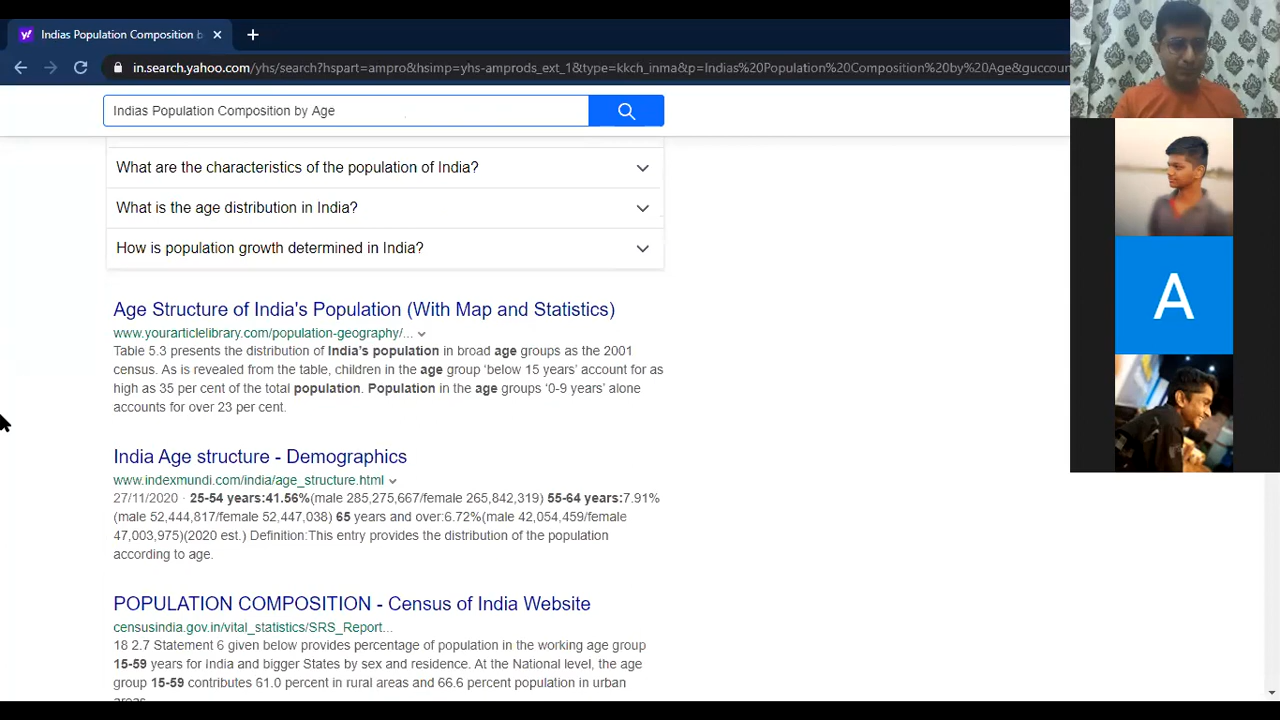 Indias Population Composition b
in.search.yahoo.com/yhs/search?hspart=ampro&hsimp=yhs-amprods_ext_1&type=kkch_inma&p=Indias%20Population%20Composition%20by%20Age&guccoun
Indias Population Composition by Age
What are the characteristics of the population of India?
What is the age distribution in India?
How is population growth determined in India?
Age Structure of India's Population (With Map and Statistics)
www.yourarticlelibrary.com/population-geography/...
Table 5.3 presents the distribution of India's population in broad age groups as the 2001
census. As is revealed from the table, children in the age group ‘below 15 years’ account for as
high as 35 per cent of the total population. Population in the age groups ‘0-9 years’ alone
accounts for over 23 per cent.
India Age structure - Demographics
www.indexmundi.com/india/age_structure.html
27/11/2020 · 25-54 years:41.56%(male 285,275,667/female 265,842,319) 55-64 years:7.91%
(male 52,444,817/female 52,447,038) 65 years and over:6.72%(male 42,054,459/female
47,003,975)(2020 est.) Definition:This entry provides the distribution of the population
according to age.
POPULATION COMPOSITION - Census of India Website
censusindia.gov.in/vital_statistics/SRS_Report...
18 2.7 Statement 6 given below provides percentage of population in the working age group
15-59 years for India and bigger States by sex and residence. At the National level, the age
group 15-59 contributes 61.0 percent in rural areas and 66.6 percent population in urban
areas.
A